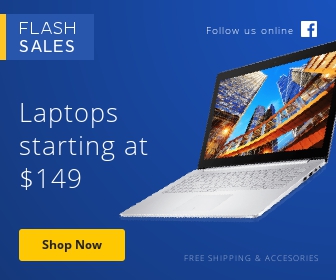 FLASH
SALES
Follow us online
Laptops
starting at
$149
Shop Now
FREE SHIPPING & ACCESORIES